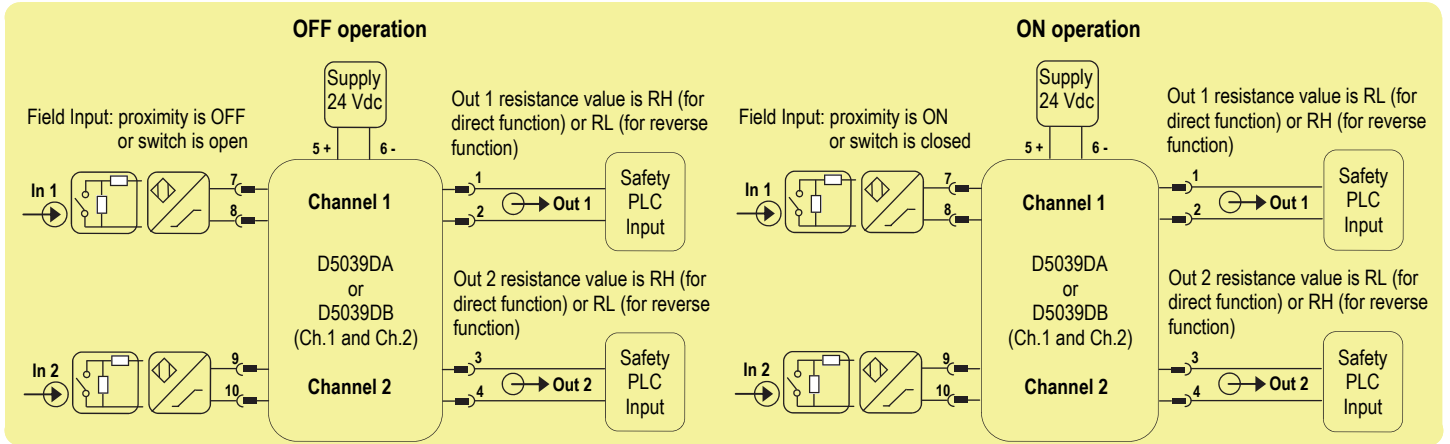 OFF operation
Supply
24 Vdc
Field Input: proximity is OFF
or switch is open
5 +
6 -
Out 1 resistance value is RH (for
direct function) or RL (for reverse
function)
In 1
7
8
Channel 1
1
2
Out 1
Safety
PLC
Input
D5039DA
or
D5039DB
(Ch.1 and Ch.2)
Out 2 resistance value is RH (for
direct function) or RL (for reverse
function)
In 2
9
10
Channel 2
3
4
Out 2
Safety
PLC
Input
ON operation
Supply
24 Vdc
Field Input: proximity is ON
or switch is closed
5 +
6 -
Out 1 resistance value is RL (for
direct function) or RH (for reverse
function)
In 1
7
8
Channel 1
1
2
Out 1
Safety
PLC
Input
D5039DA
or
D5039DB
(Ch.1 and Ch.2)
Out 2 resistance value is RL (for
direct function) or RH (for reverse
function)
In 2
9
10
Channel 2
3
4
Out 2
Safety
PLC
Input